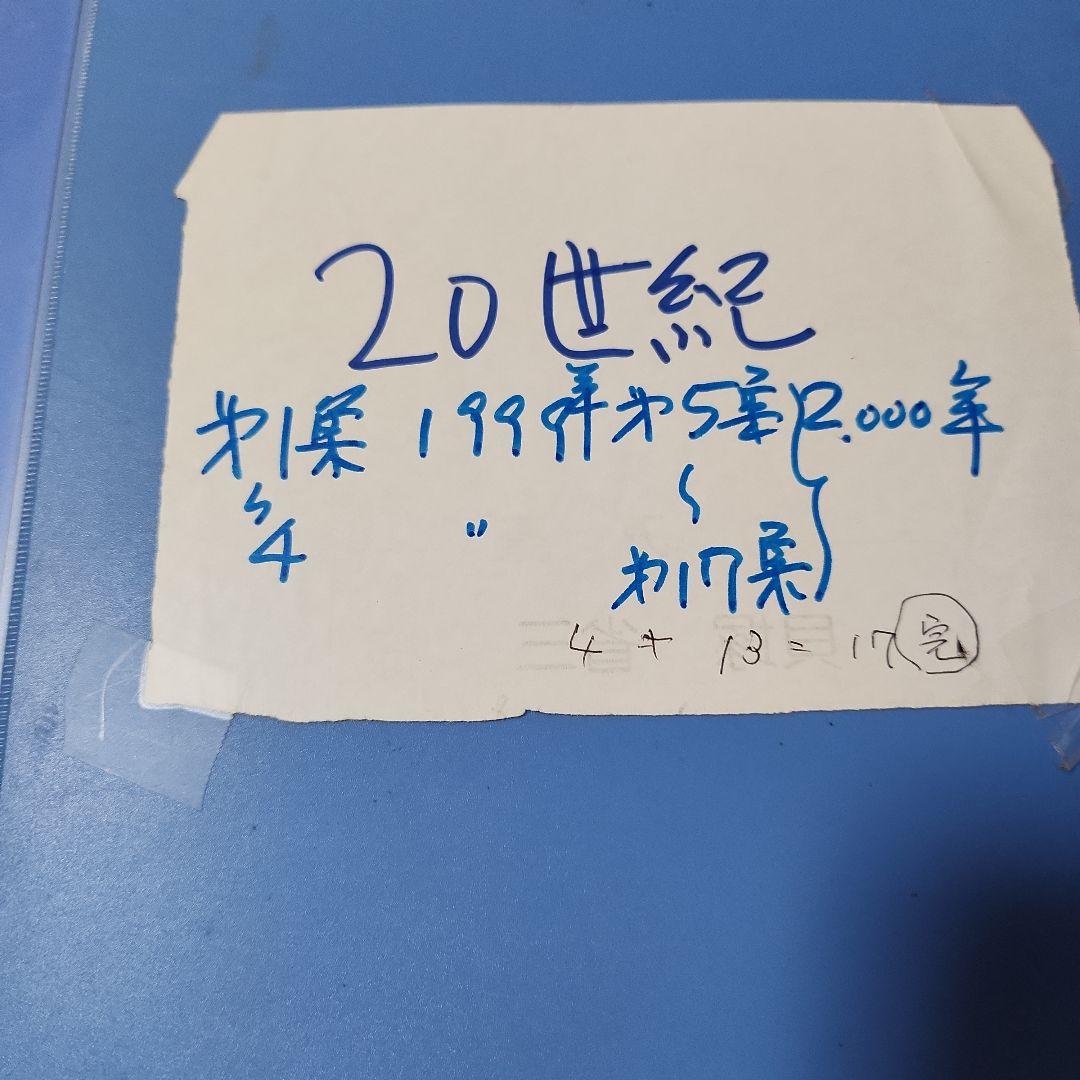 20世紀
第1集 1999年 第5集 2.000年
〜 〜
4 〃 第17集
4 + 13 = 17 完